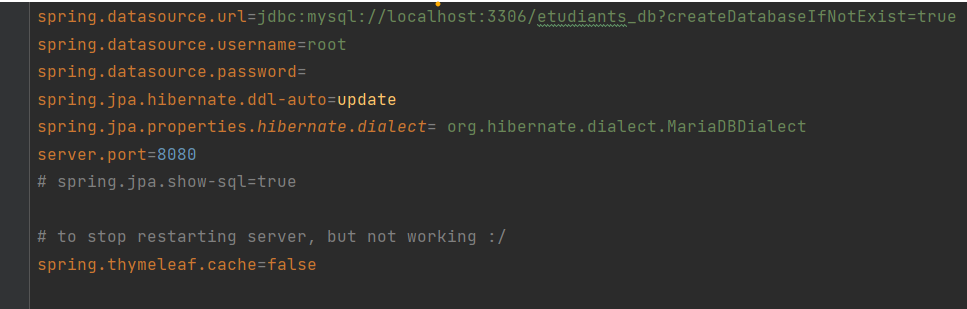 spring.datasource.url=jdbc:mysql://localhost:3306/etudiants_db?createDatabaseIfNotExist=true
spring.datasource.username=root
spring.datasource.password=
spring.jpa.hibernate.ddl-auto=update
spring.jpa.properties.hibernate.dialect= org.hibernate.dialect.MariaDBDialect
server.port=8080
# spring.jpa.show-sql=true
# to stop restarting server, but not working :/
spring.thymeleaf.cache=false